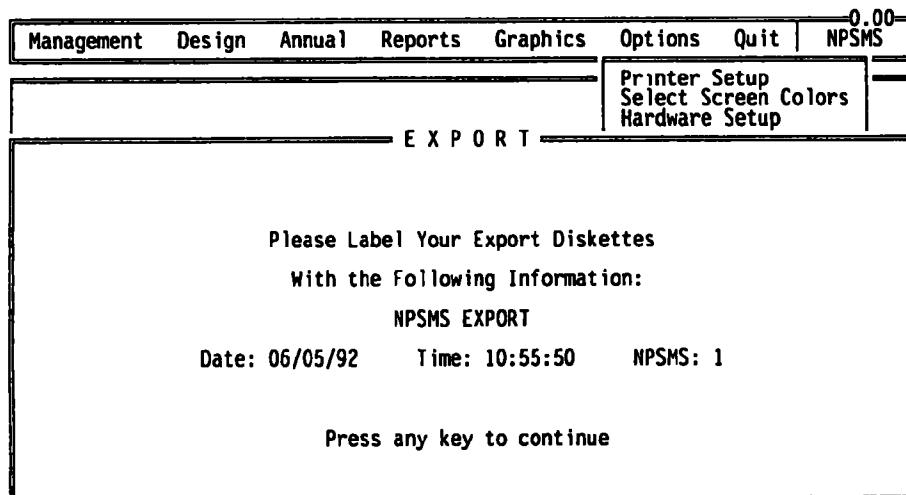 0.00
Management Design Annual Reports Graphics Options Quit NPSMS
Printer Setup
Select Screen Colors
Hardware Setup
E X P O R T
Please Label Your Export Diskettes
With the Following Information:
NPSMS EXPORT
Date: 06/05/92 Time: 10:55:50 NPSMS: 1
Press any key to continue